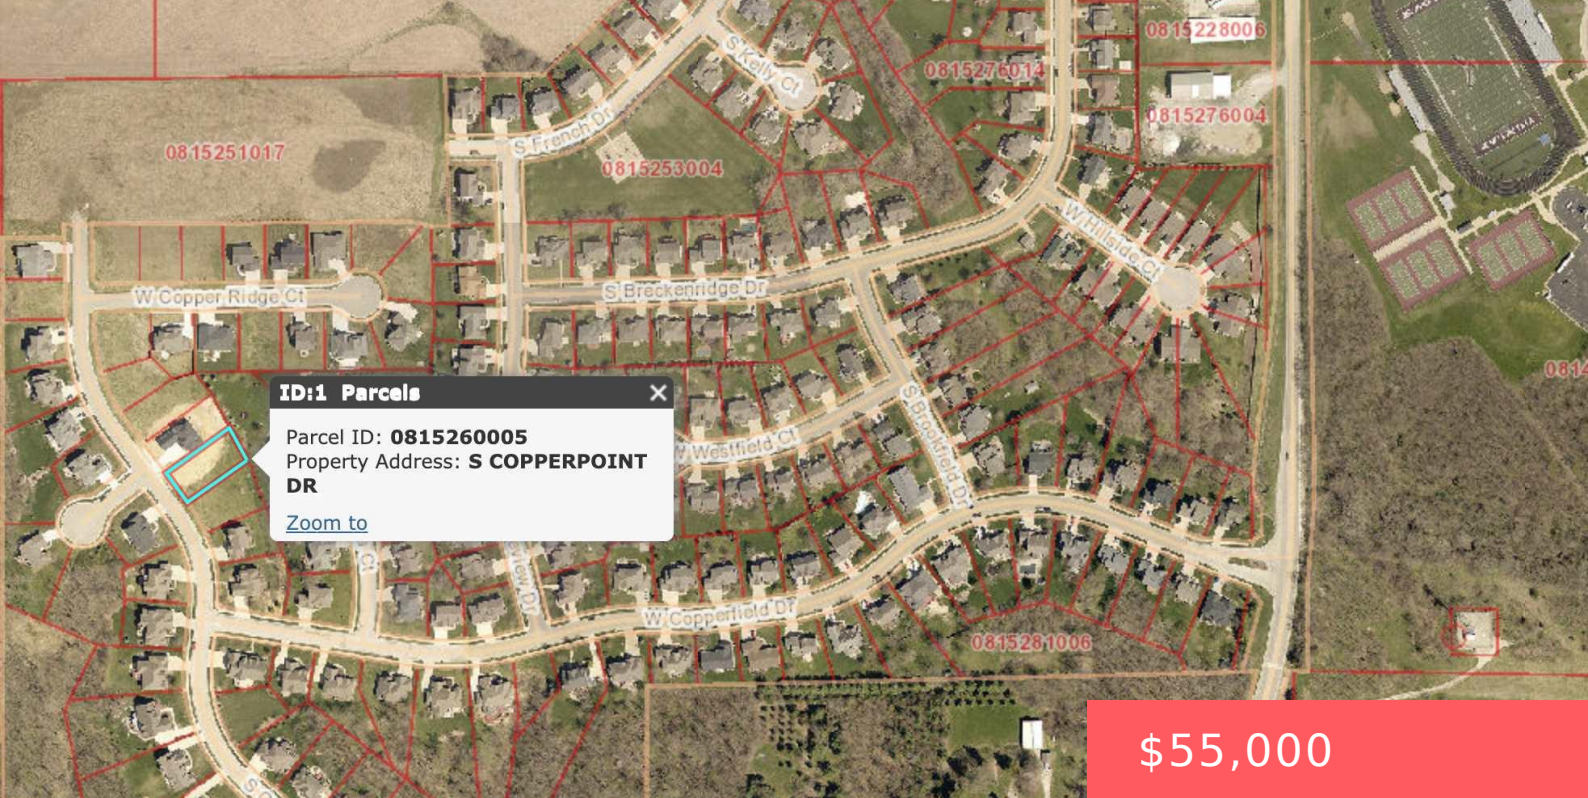 0815228006
S Kelly Ct
0815276014
0815276004
S French Dr
0815251017
0815253004
W Hillside Ct
S Breckenridge Dr
W Copper Ridge Ct
ID:1 Parcels
Parcel ID: 0815260005
Property Address: S COPPERPOINT
DR
Zoom to
W Westfield Ct
S Brookfield Dr
Ct
W Copperfield Dr
0815281006
$55,000